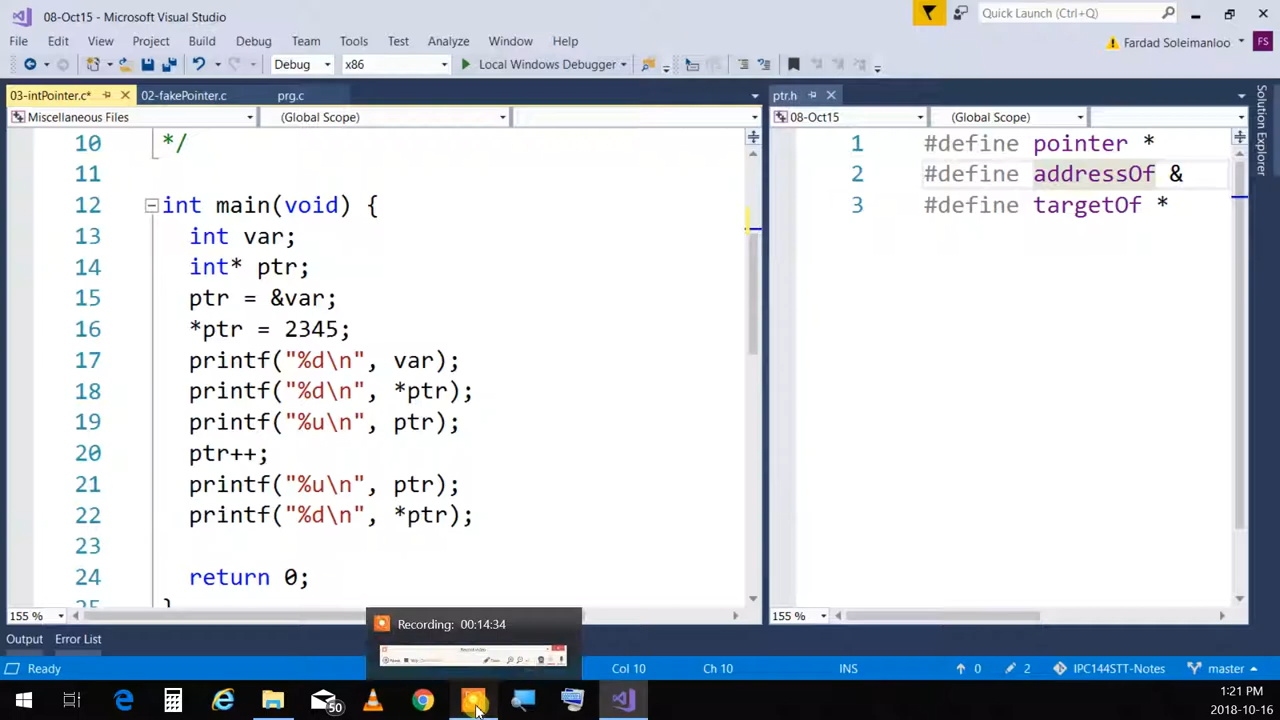 08-Oct15 - Microsoft Visual Studio
Quick Launch (Ctrl+Q)
File Edit View Project Build Debug Team Tools Test Analyze Window Help
Fardad Soleimanloo FS
Debug x86 Local Windows Debugger
03-intPointer.c* 02-fakePointer.c prg.c
Miscellaneous Files (Global Scope)
10 */
11
12 int main(void) {
13 int var;
14 int* ptr;
15 ptr = &var;
16 *ptr = 2345;
17 printf("%d\n", var);
18 printf("%d\n", *ptr);
19 printf("%u\n", ptr);
20 ptr++;
21 printf("%u\n", ptr);
22 printf("%d\n", *ptr);
23
24 return 0;
25 }
155 %
ptr.h
08-Oct15 (Global Scope)
1 #define pointer *
2 #define addressOf &
3 #define targetOf *
155 %
Solution Explorer
Recording: 00:14:34
Output Error List
Ready Col 10 Ch 10 INS 0 2 IPC144STT-Notes master
50
1:21 PM
2018-10-16